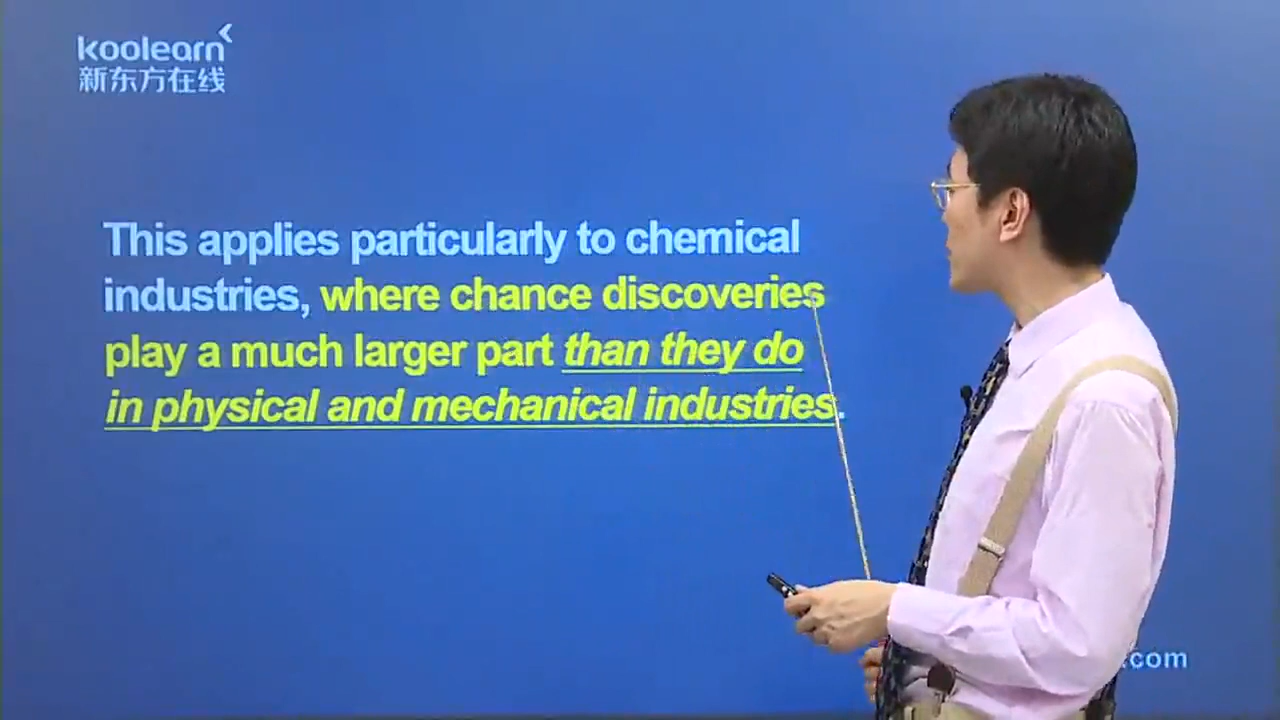 koolearn
新东方在线
This applies particularly to chemical
industries, where chance discoveries
play a much larger part than they do
in physical and mechanical industries.
.com